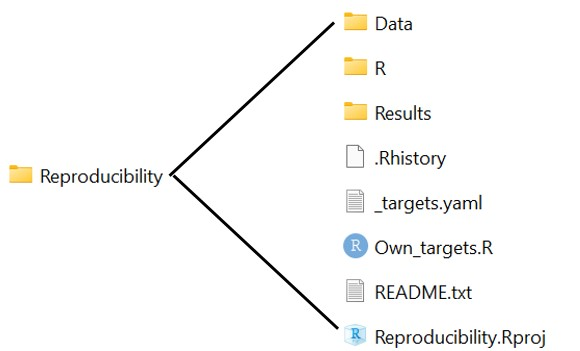 Reproducibility
Data
R
Results
.Rhistory
_targets.yaml
Own_targets.R
README.txt
Reproducibility.Rproj